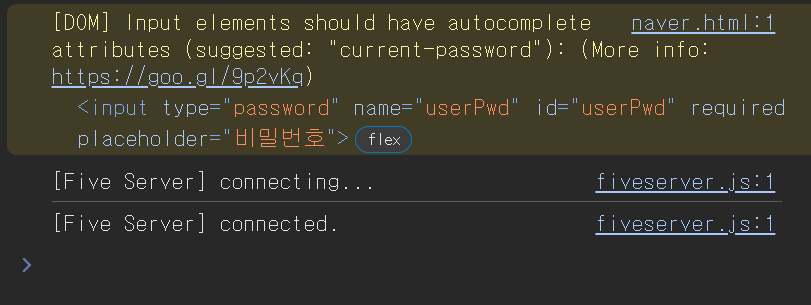 [DOM] Input elements should have autocomplete naver.html:1
attributes (suggested: "current-password"): (More info:
https://goo.gl/9p2vKq)
<input type="password" name="userPwd" id="userPwd" required
placeholder="비밀번호"> flex
[Five Server] connecting... fiveserver.js:1
[Five Server] connected. fiveserver.js:1